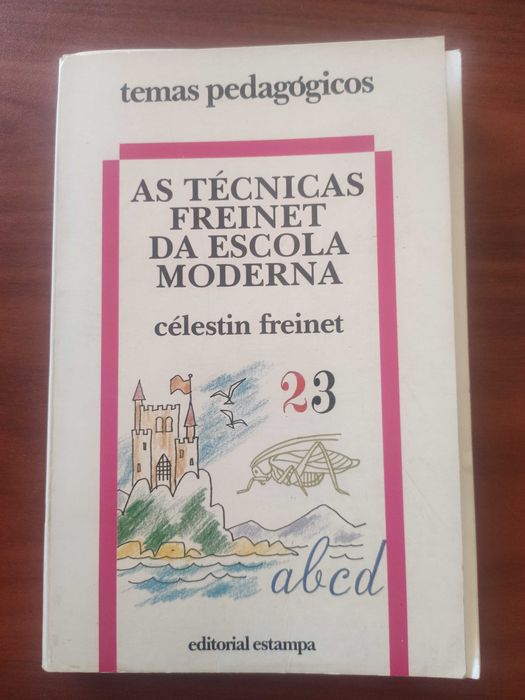 temas pedagógicos
AS TÉCNICAS
FREINET
DA ESCOLA
MODERNA
célestin freinet
23
abcd
editorial estampa